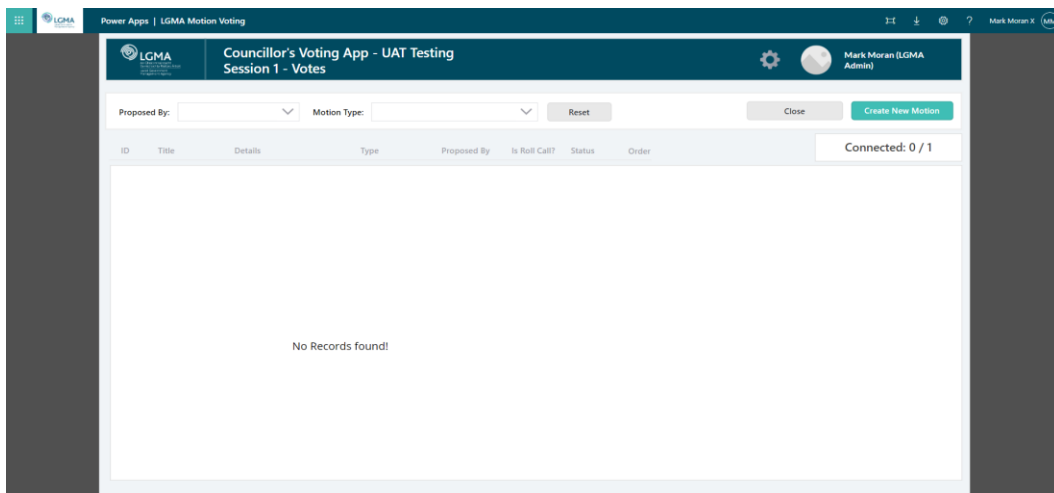 LGMA
Power Apps | LGMA Motion Voting
?
Mark Moran X
LGMA
Councillor's Voting App - UAT Testing
Session 1 - Votes
Mark Moran (LGMA
Admin)
Proposed By:
Motion Type:
Reset
Close
Create New Motion
ID Title Details Type Proposed By Is Roll Call? Status Order
Connected: 0 / 1
No Records found!